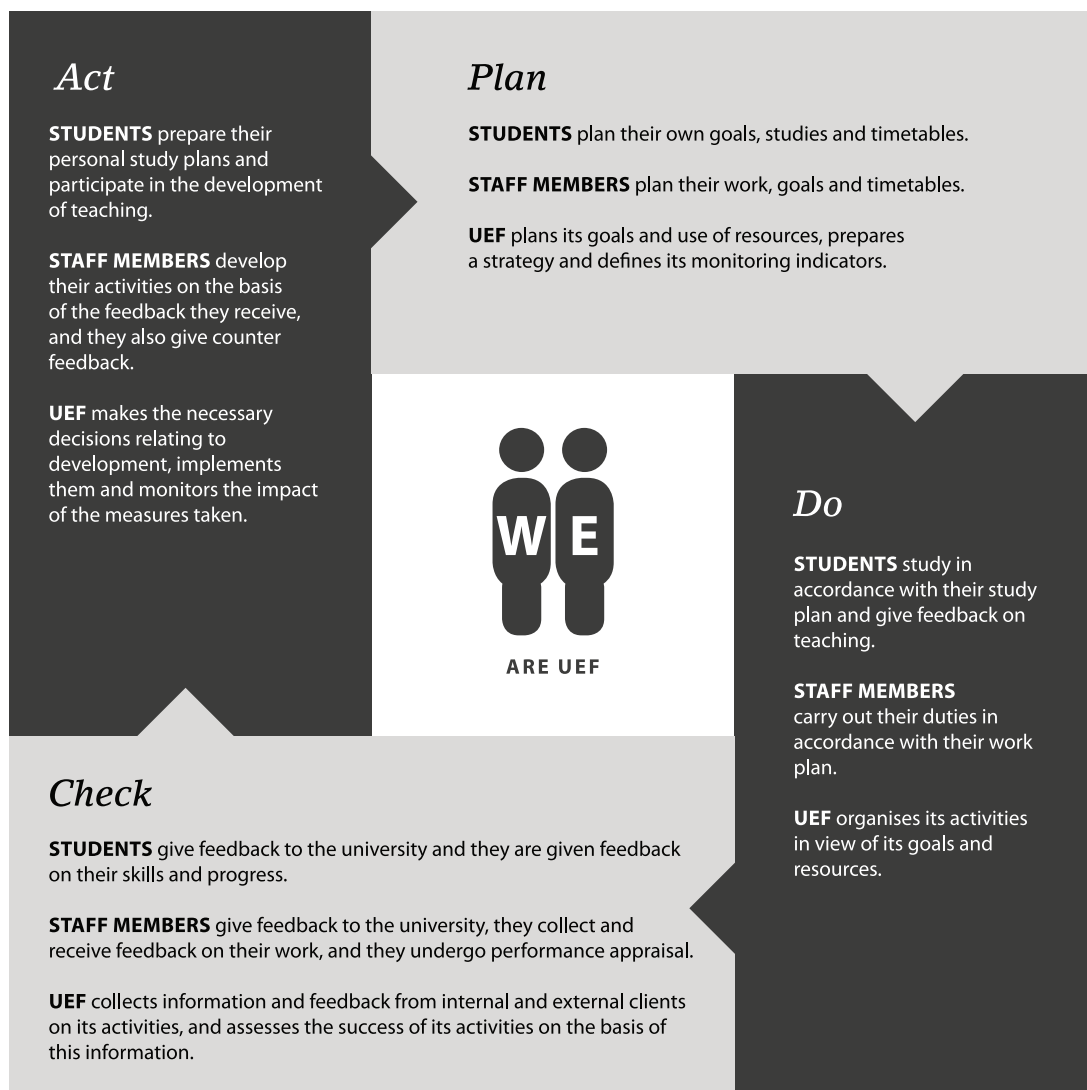 Act
STUDENTS prepare their
personal study plans and
participate in the development
of teaching.
STAFF MEMBERS develop
their activities on the basis
of the feedback they receive,
and they also give counter
feedback.
UEF makes the necessary
decisions relating to
development, implements
them and monitors the impact
of the measures taken.
Plan
STUDENTS plan their own goals, studies and timetables.
STAFF MEMBERS plan their work, goals and timetables.
UEF plans its goals and use of resources, prepares
a strategy and defines its monitoring indicators.
WE
ARE UEF
Do
STUDENTS study in
accordance with their study
plan and give feedback on
teaching.
STAFF MEMBERS
carry out their duties in
accordance with their work
plan.
UEF organises its activities
in view of its goals and
resources.
Check
STUDENTS give feedback to the university and they are given feedback
on their skills and progress.
STAFF MEMBERS give feedback to the university, they collect and
receive feedback on their work, and they undergo performance appraisal.
UEF collects information and feedback from internal and external clients
on its activities, and assesses the success of its activities on the basis of
this information.